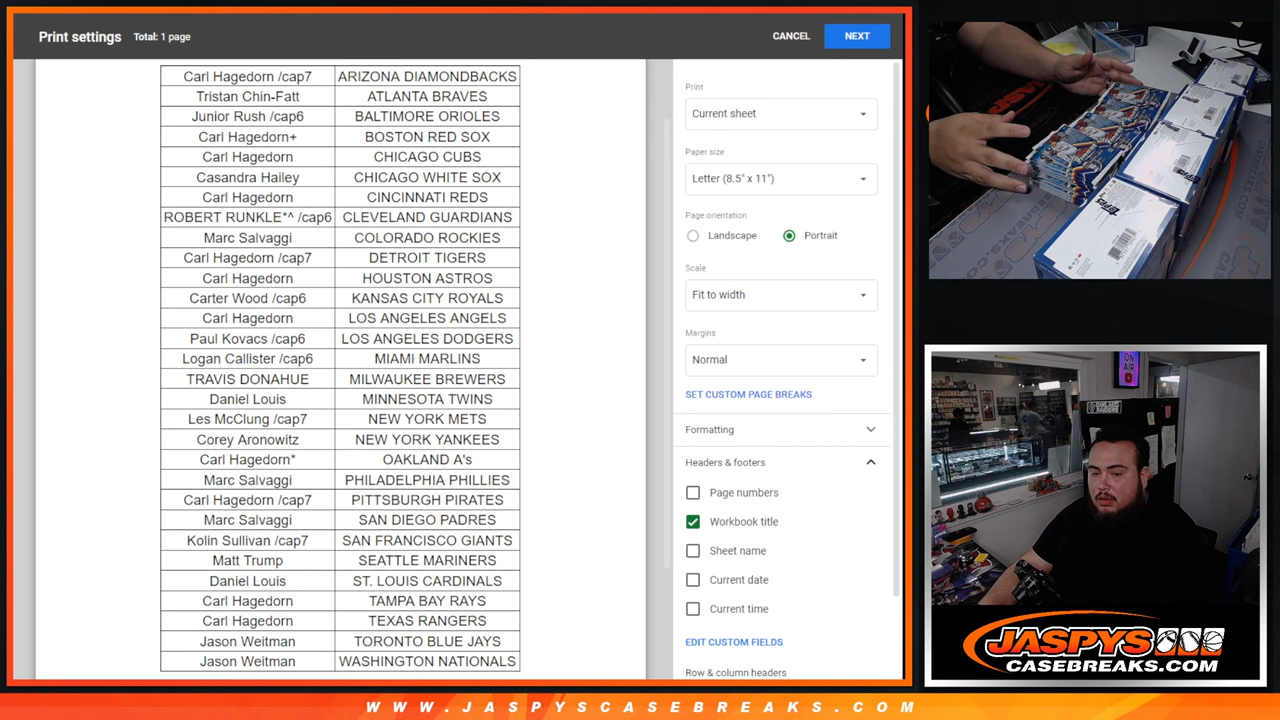 Print settings Total: 1 page CANCEL NEXT
Carl Hagedorn /cap7 ARIZONA DIAMONDBACKS
Tristan Chin-Fatt ATLANTA BRAVES
Junior Rush /cap6 BALTIMORE ORIOLES
Carl Hagedorn+ BOSTON RED SOX
Carl Hagedorn CHICAGO CUBS
Casandra Hailey CHICAGO WHITE SOX
Carl Hagedorn CINCINNATI REDS
ROBERT RUNKLE*^ /cap6 CLEVELAND GUARDIANS
Marc Salvaggi COLORADO ROCKIES
Carl Hagedorn /cap7 DETROIT TIGERS
Carl Hagedorn HOUSTON ASTROS
Carter Wood /cap6 KANSAS CITY ROYALS
Carl Hagedorn LOS ANGELES ANGELS
Paul Kovacs /cap6 LOS ANGELES DODGERS
Logan Callister /cap6 MIAMI MARLINS
TRAVIS DONAHUE MILWAUKEE BREWERS
Daniel Louis MINNESOTA TWINS
Les McClung /cap7 NEW YORK METS
Corey Aronowitz NEW YORK YANKEES
Carl Hagedorn* OAKLAND A's
Marc Salvaggi PHILADELPHIA PHILLIES
Carl Hagedorn /cap7 PITTSBURGH PIRATES
Marc Salvaggi SAN DIEGO PADRES
Kolin Sullivan /cap7 SAN FRANCISCO GIANTS
Matt Trump SEATTLE MARINERS
Daniel Louis ST. LOUIS CARDINALS
Carl Hagedorn TAMPA BAY RAYS
Carl Hagedorn TEXAS RANGERS
Jason Weitman TORONTO BLUE JAYS
Jason Weitman WASHINGTON NATIONALS
Print
Current sheet
Paper size
Letter (8.5" x 11")
Page orientation
Landscape Portrait
Scale
Fit to width
Margins
Normal
SET CUSTOM PAGE BREAKS
Formatting
Headers & footers
Page numbers
Workbook title
Sheet name
Current date
Current time
EDIT CUSTOM FIELDS
Row & column headers
topps
ON AIR
JASPYS
CASEBREAKS.COM
WWW.JASPYSCASEBREAKS.COM